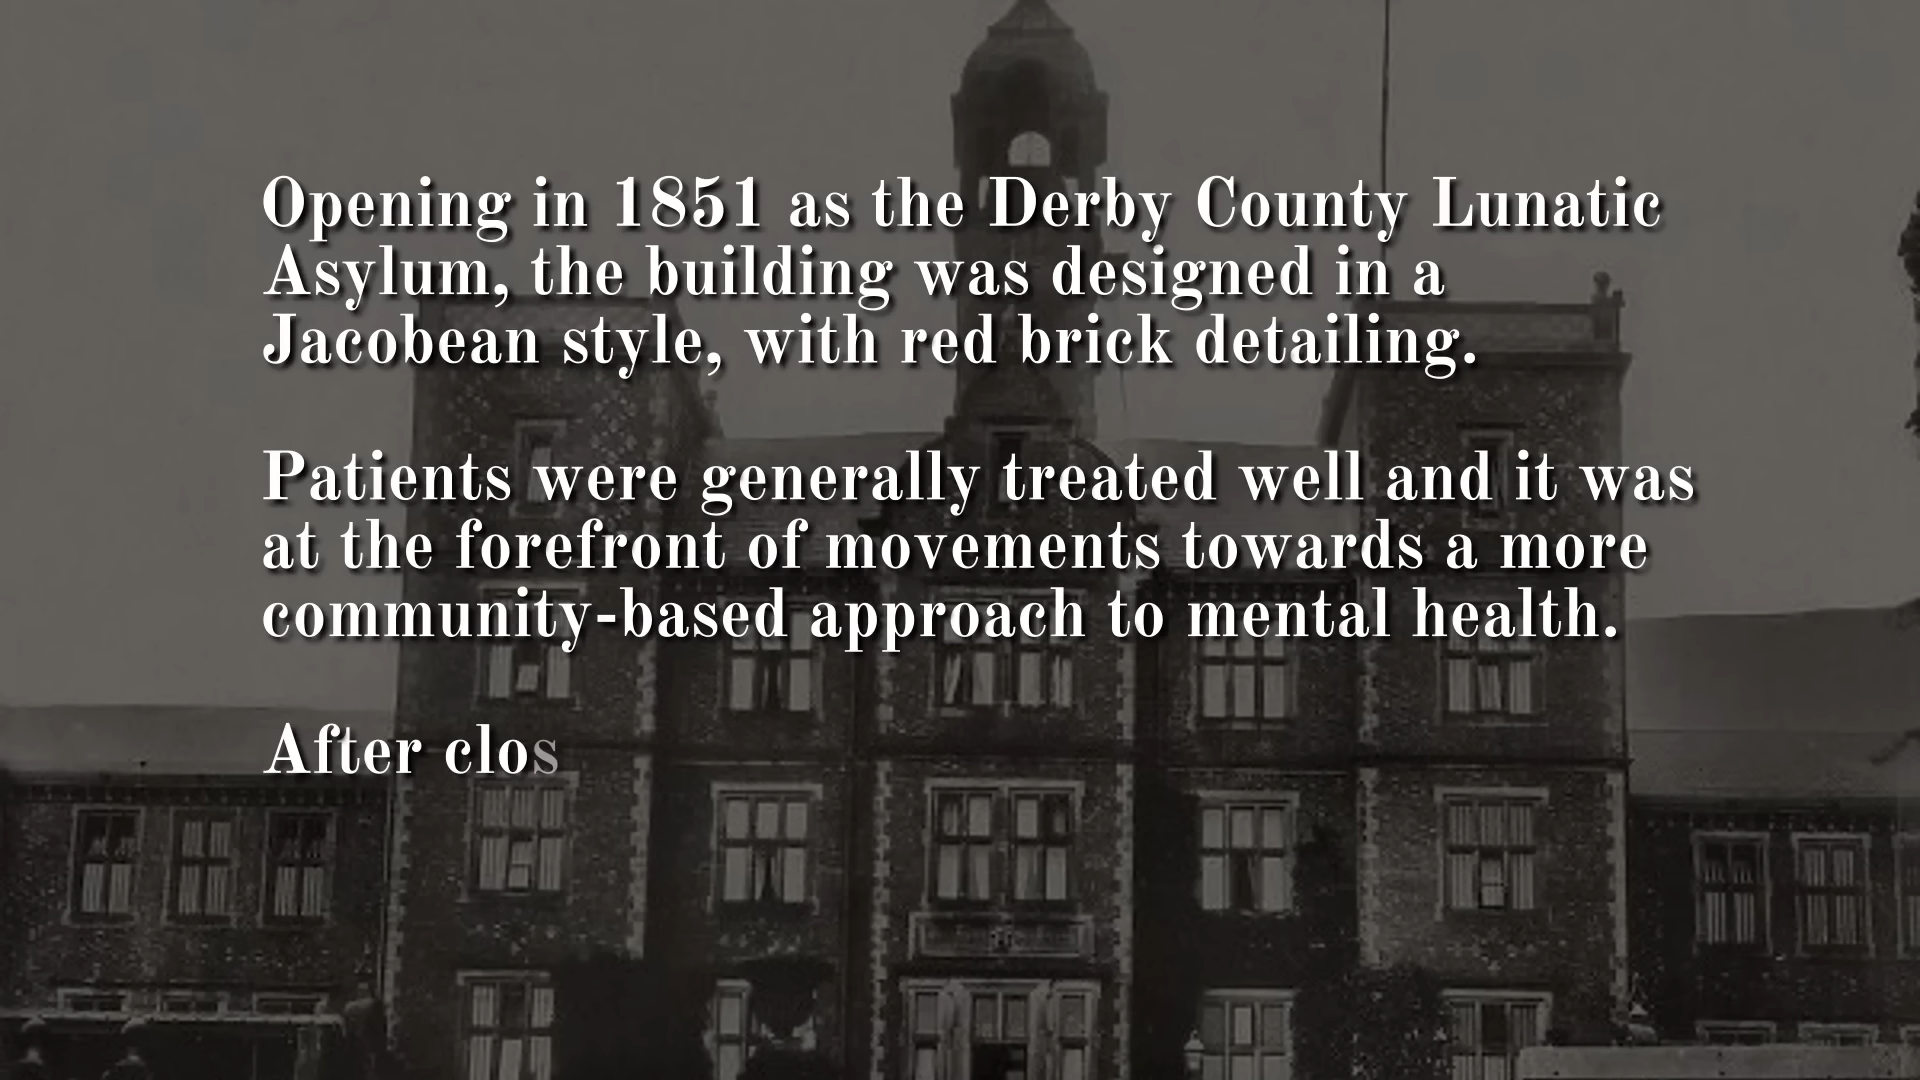 Opening in 1851 as the Derby County Lunatic
Asylum, the building was designed in a
Jacobean style, with red brick detailing.
Patients were generally treated well and it was
at the forefront of movements towards a more
community-based approach to mental health.
After clos